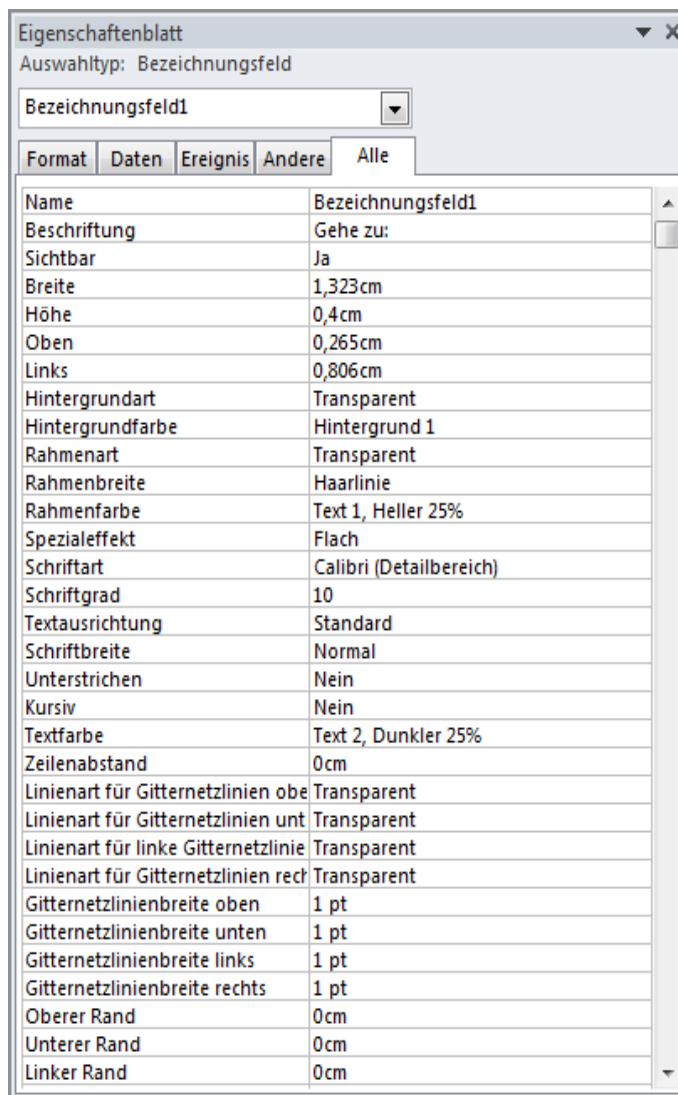 Eigenschaftenblatt
Auswahltyp: Bezeichnungsfeld
Bezeichnungsfeld1
Format Daten Ereignis Andere Alle
Name Bezeichnungsfeld1
Beschriftung Gehe zu:
Sichtbar Ja
Breite 1,323cm
Höhe 0,4cm
Oben 0,265cm
Links 0,806cm
Hintergrundart Transparent
Hintergrundfarbe Hintergrund 1
Rahmenart Transparent
Rahmenbreite Haarlinie
Rahmenfarbe Text 1, Heller 25%
Spezialeffekt Flach
Schriftart Calibri (Detailbereich)
Schriftgrad 10
Textausrichtung Standard
Schriftbreite Normal
Unterstrichen Nein
Kursiv Nein
Textfarbe Text 2, Dunkler 25%
Zeilenabstand 0cm
Linienart für Gitternetzlinien obe Transparent
Linienart für Gitternetzlinien unt Transparent
Linienart für linke Gitternetzlinie Transparent
Linienart für Gitternetzlinien rech Transparent
Gitternetzlinienbreite oben 1 pt
Gitternetzlinienbreite unten 1 pt
Gitternetzlinienbreite links 1 pt
Gitternetzlinienbreite rechts 1 pt
Oberer Rand 0cm
Unterer Rand 0cm
Linker Rand 0cm